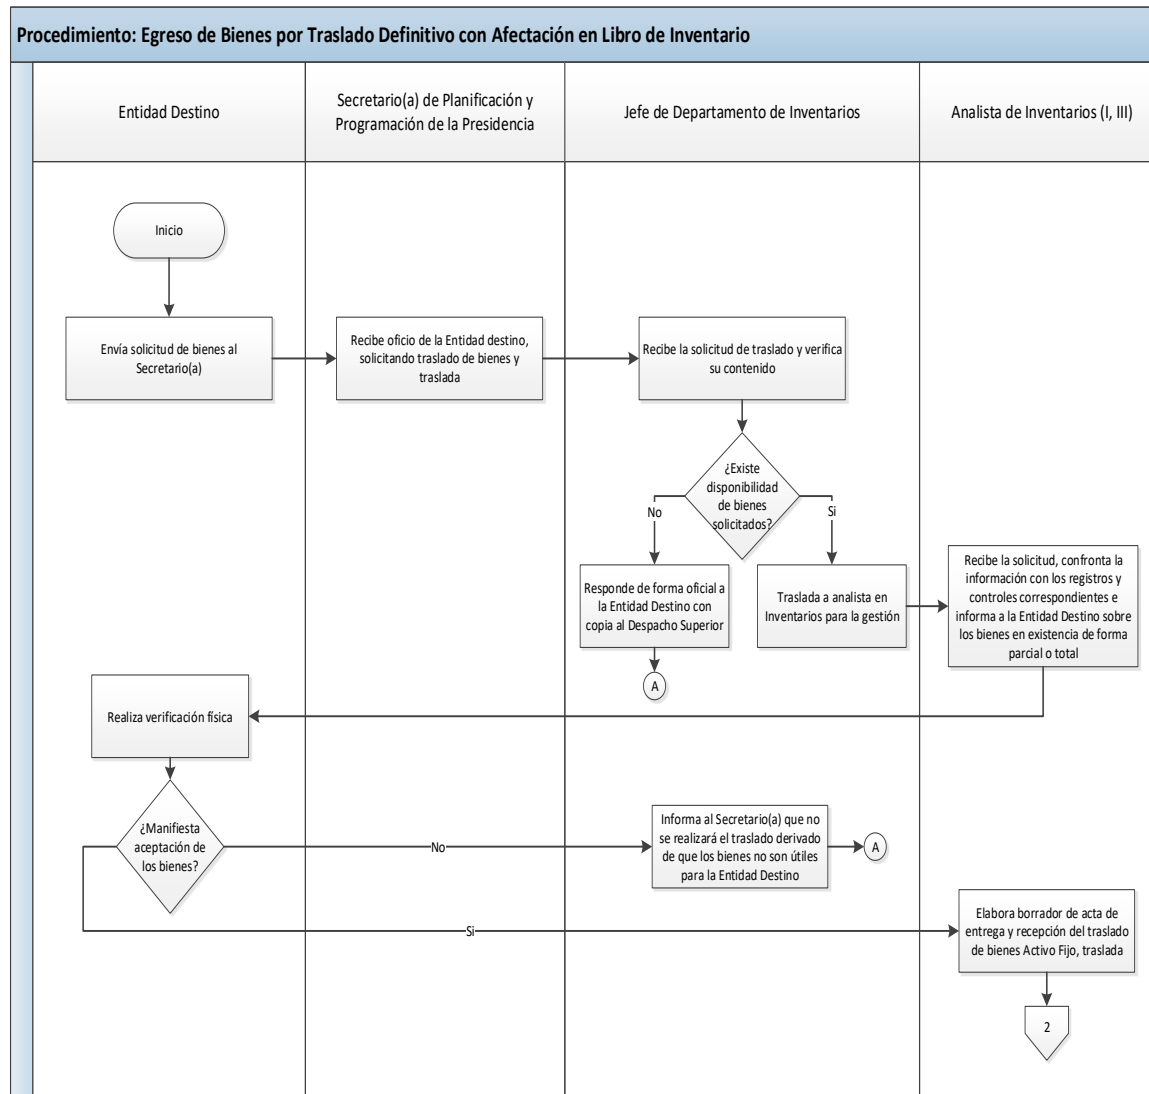 Procedimiento: Egreso de Bienes por Traslado Definitivo con Afectación en Libro de Inventario
Entidad Destino
Secretario(a) de Planificación y
Programación de la Presidencia
Jefe de Departamento de Inventarios
Analista de Inventarios (I, III)
Inicio
Envía solicitud de bienes al
Secretario(a)
Recibe oficio de la Entidad destino,
solicitando traslado de bienes y
traslada
Recibe la solicitud de traslado y verifica
su contenido
¿Existe
disponibilidad
de bienes
solicitados?
No
Si
Responde de forma oficial a
la Entidad Destino con
copia al Despacho Superior
Traslada a analista en
Inventarios para la gestión
Recibe la solicitud, confronta la
información con los registros y
controles correspondientes e
informa a la Entidad Destino sobre
los bienes en existencia de forma
parcial o total
A
Realiza verificación física
¿Manifiesta
aceptación de
los bienes?
No
Informa al Secretario(a) que no
se realizará el traslado derivado
de que los bienes no son útiles
para la Entidad Destino
A
Si
Elabora borrador de acta de
entrega y recepción del traslado
de bienes Activo Fijo, traslada
2